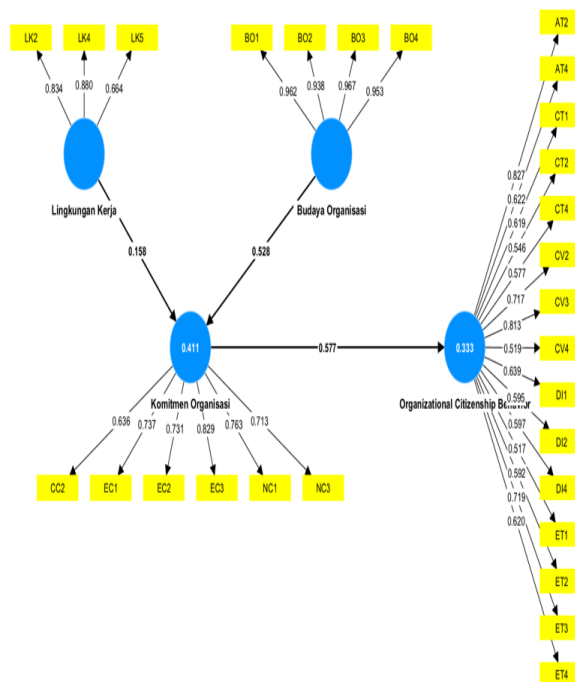 LK2 LK4 LK5 BO1 BO2 BO3 BO4 AT2
0.834 0.880 0.664 0.962 0.938 0.967 0.953
AT4
CT1
CT2
CT4
CV2
CV3
CV4
DI1
DI2
DI4
ET1
ET2
ET3
ET4
Lingkungan Kerja
Budaya Organisasi
0.158
0.528
0.827
0.622
0.619
0.546
0.577
0.717
0.813
0.519
0.639
0.595
0.597
0.517
0.592
0.719
0.620
0.411
0.577
0.333
Komitmen Organisasi
Organizational Citizenship Behavior
0.636 0.737 0.731 0.829 0.763 0.713
CC2 EC1 EC2 EC3 NC1 NC3